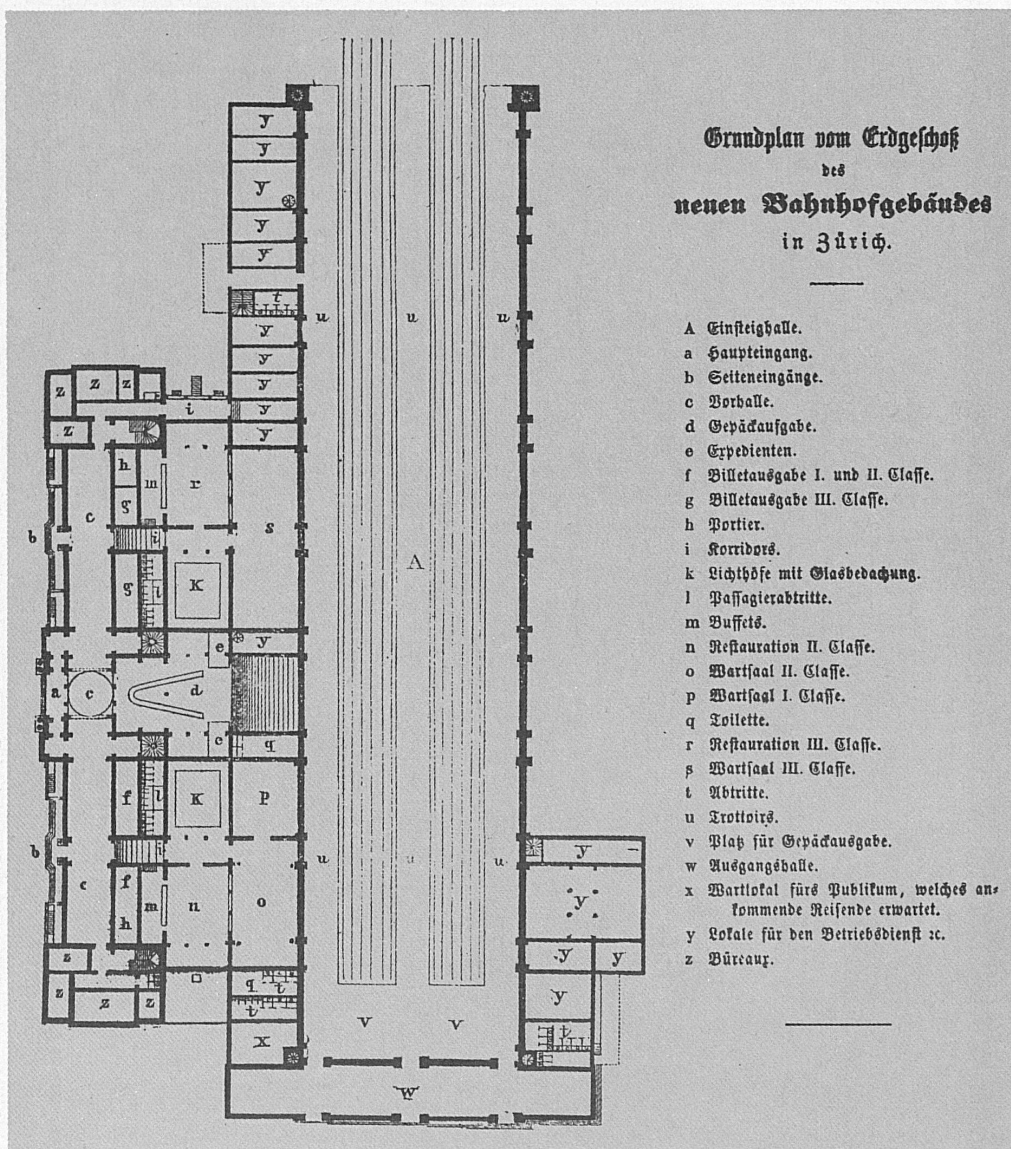 Grundplan vom Erdgeschoß
des
neuen Bahnhofgebäudes
in Zürich.
A Einsteighalle.
a Haupteingang.
b Seiteneingänge.
c Vorhalle.
d Gepäckaufgabe.
e Expedienten.
f Billetausgabe I. und II. Classe.
g Billetausgabe III. Classe.
h Portier.
i Korridors.
k Lichthöfe mit Glasbedachung.
l Passagierabtritte.
m Buffets.
n Restauration II. Classe.
o Wartsaal II. Classe.
p Wartsaal I. Classe.
q Toilette.
r Restauration III. Classe.
s Wartsaal III. Classe.
t Abtritte.
u Trottoirs.
v Platz für Gepäckausgabe.
w Ausgangshalle.
x Wartlokal fürs Publikum, welches an-
kommende Reisende erwartet.
y Lokale für den Betriebsdienst ꝛc.
z Büreaux.
y
y
y
y
y
t
u u u
y
y
z z z y
i y
z y
h m r
c g s
b i
A
g l K
e y
a c d
e q
f l K p
y
b i u u u
f
c m n o y
h
z q t y y
z z z t y
v v t
x
w